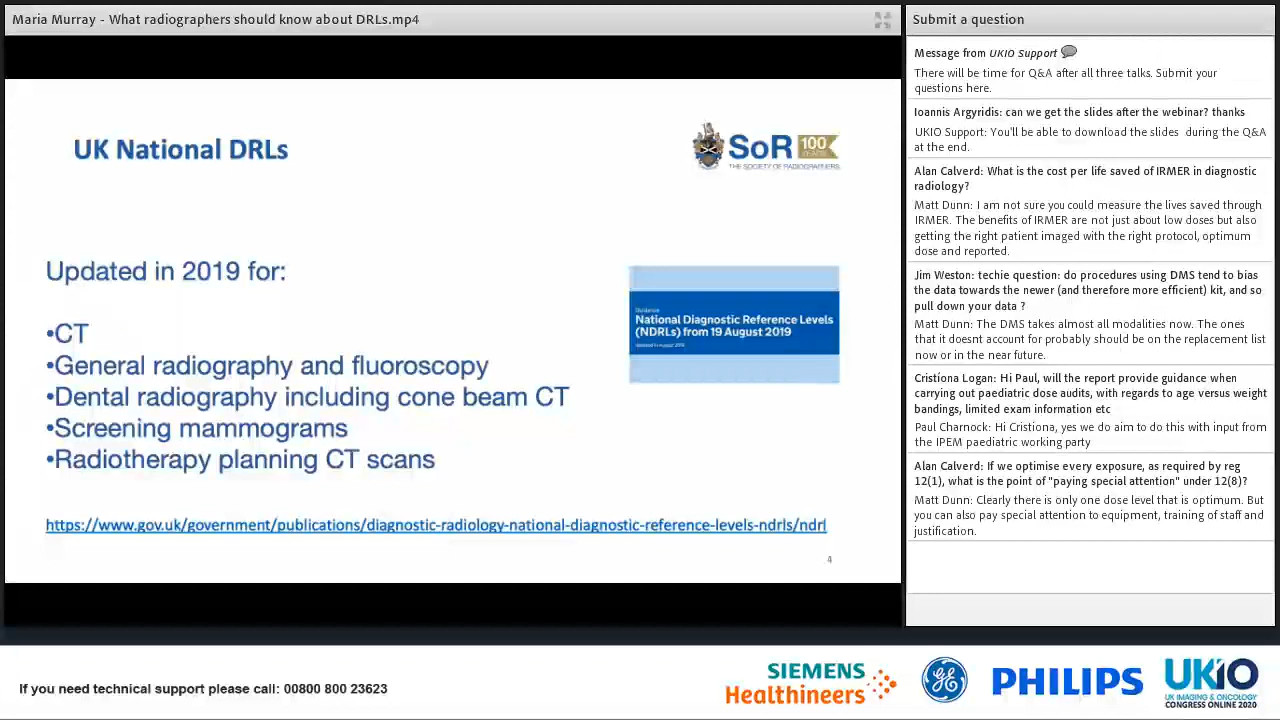 Maria Murray - What radiographers should know about DRLs.mp4
UK National DRLs
SoR
100
YEARS
THE SOCIETY OF RADIOGRAPHERS
Updated in 2019 for:
•CT
•General radiography and fluoroscopy
•Dental radiography including cone beam CT
•Screening mammograms
•Radiotherapy planning CT scans
Guidance
National Diagnostic Reference Levels
(NDRLs) from 19 August 2019
https://www.gov.uk/government/publications/diagnostic-radiology-national-diagnostic-reference-levels-ndrls/ndrl
4
Submit a question
Message from UKIO Support
There will be time for Q&A after all three talks. Submit your
questions here.
Ioannis Argyridis: can we get the slides after the webinar? thanks
UKIO Support: You'll be able to download the slides during the Q&A
at the end.
Alan Calverd: What is the cost per life saved of IRMER in diagnostic
radiology?
Matt Dunn: I am not sure you could measure the lives saved through
IRMER. The benefits of IRMER are not just about low doses but also
getting the right patient imaged with the right protocol, optimum
dose and reported.
Jim Weston: techie question: do procedures using DMS tend to bias
the data towards the newer (and therefore more efficient) kit, and so
pull down your data ?
Matt Dunn: The DMS takes almost all modalities now. The ones
that it doesnt account for probably should be on the replacement list
now or in the near future.
Cristíona Logan: Hi Paul, will the report provide guidance when
carrying out paediatric dose audits, with regards to age versus weight
bandings, limited exam information etc
Paul Charnock: Hi Cristiona, yes we do aim to do this with input from
the IPEM paediatric working party
Alan Calverd: If we optimise every exposure, as required by reg
12(1), what is the point of "paying special attention" under 12(8)?
Matt Dunn: Clearly there is only one dose level that is optimum. But
you can also pay special attention to equipment, training of staff and
justification.
If you need technical support please call: 00800 800 23623
SIEMENS
Healthineers
GE
PHILIPS
UKIO
UK IMAGING & ONCOLOGY
CONGRESS ONLINE 2020